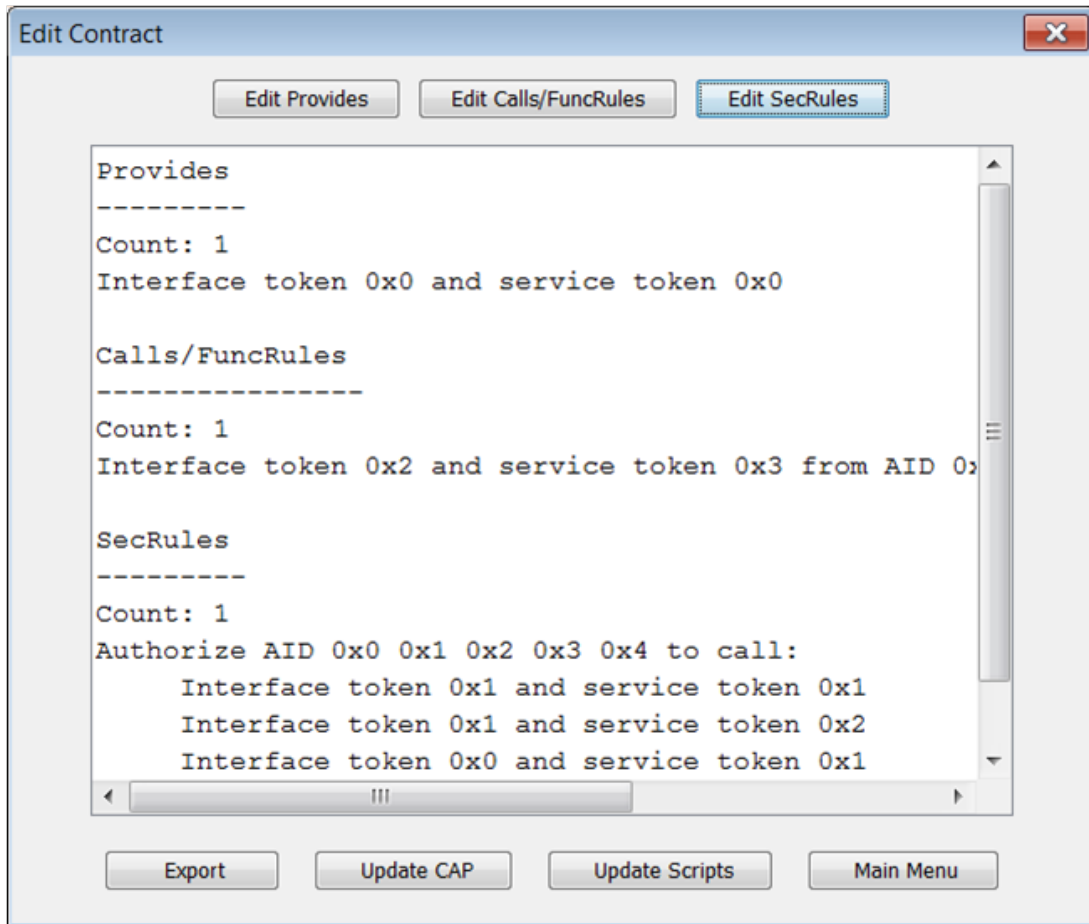 Edit Contract
Edit Provides Edit Calls/FuncRules Edit SecRules
Provides
---------
Count: 1
Interface token 0x0 and service token 0x0
Calls/FuncRules
----------------
Count: 1
Interface token 0x2 and service token 0x3 from AID
SecRules
---------
Count: 1
Authorize AID 0x0 0x1 0x2 0x3 0x4 to call:
Interface token 0x1 and service token 0x1
Interface token 0x1 and service token 0x2
Interface token 0x0 and service token 0x1
Export Update CAP Update Scripts Main Menu